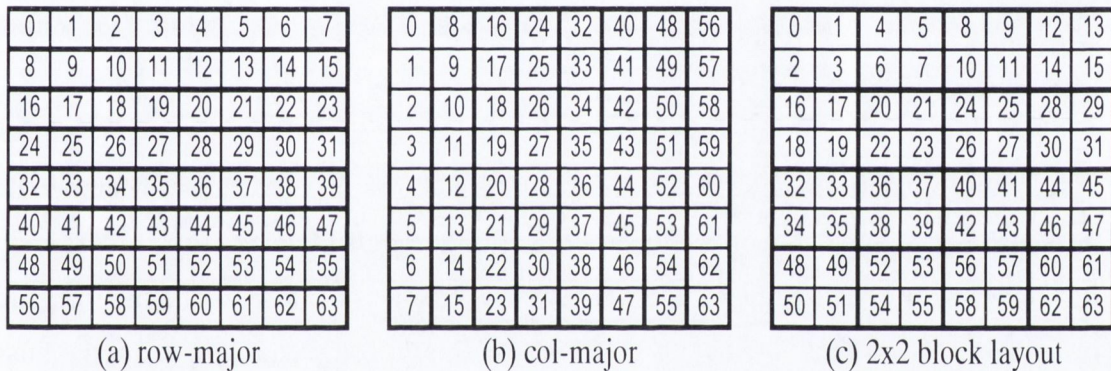 0 1 2 3 4 5 6 7
8 9 10 11 12 13 14 15
16 17 18 19 20 21 22 23
24 25 26 27 28 29 30 31
32 33 34 35 36 37 38 39
40 41 42 43 44 45 46 47
48 49 50 51 52 53 54 55
56 57 58 59 60 61 62 63
(a) row-major
0 8 16 24 32 40 48 56
1 9 17 25 33 41 49 57
2 10 18 26 34 42 50 58
3 11 19 27 35 43 51 59
4 12 20 28 36 44 52 60
5 13 21 29 37 45 53 61
6 14 22 30 38 46 54 62
7 15 23 31 39 47 55 63
(b) col-major
0 1 4 5 8 9 12 13
2 3 6 7 10 11 14 15
16 17 20 21 24 25 28 29
18 19 22 23 26 27 30 31
32 33 36 37 40 41 44 45
34 35 38 39 42 43 46 47
48 49 52 53 56 57 60 61
50 51 54 55 58 59 62 63
(c) 2x2 block layout